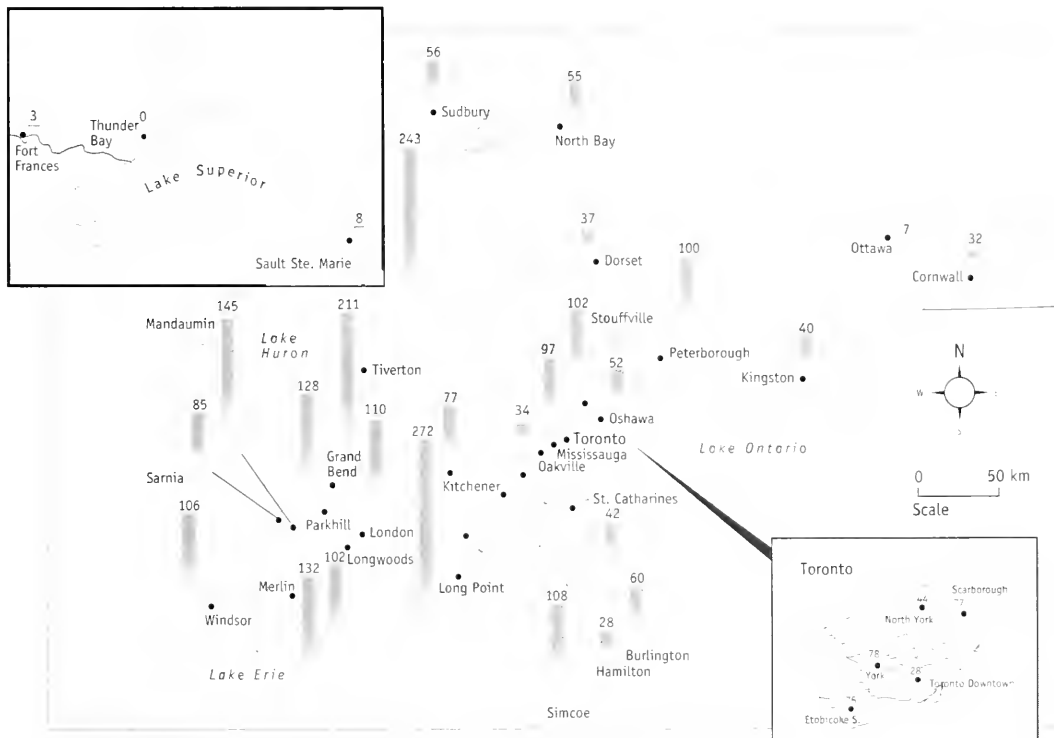 3
Thunder
Bay
0
Fort
Frances
Lake Superior
8
Sault Ste. Marie
56
Sudbury
55
North Bay
243
37
Dorset
100
7
Ottawa
32
Cornwall
145
Mandaumin
211
Lake
Huron
102
Stouffville
Tiverton
97
52
Peterborough
40
Kingston
N
W
85
128
110
77
34
Oshawa
Toronto
Mississauga
Oakville
Lake Ontario
272
Grand
Bend
Kitchener
0
50 km
Scale
Sarnia
106
Parkhill
London
Longwoods
St. Catharines
42
Merlin
132
102
Long Point
Windsor
108
60
28
Burlington
Hamilton
Lake Erie
Simcoe
Toronto
Scarborough
44
North York
78
York
28
Toronto Downtown
Etobicoke S.